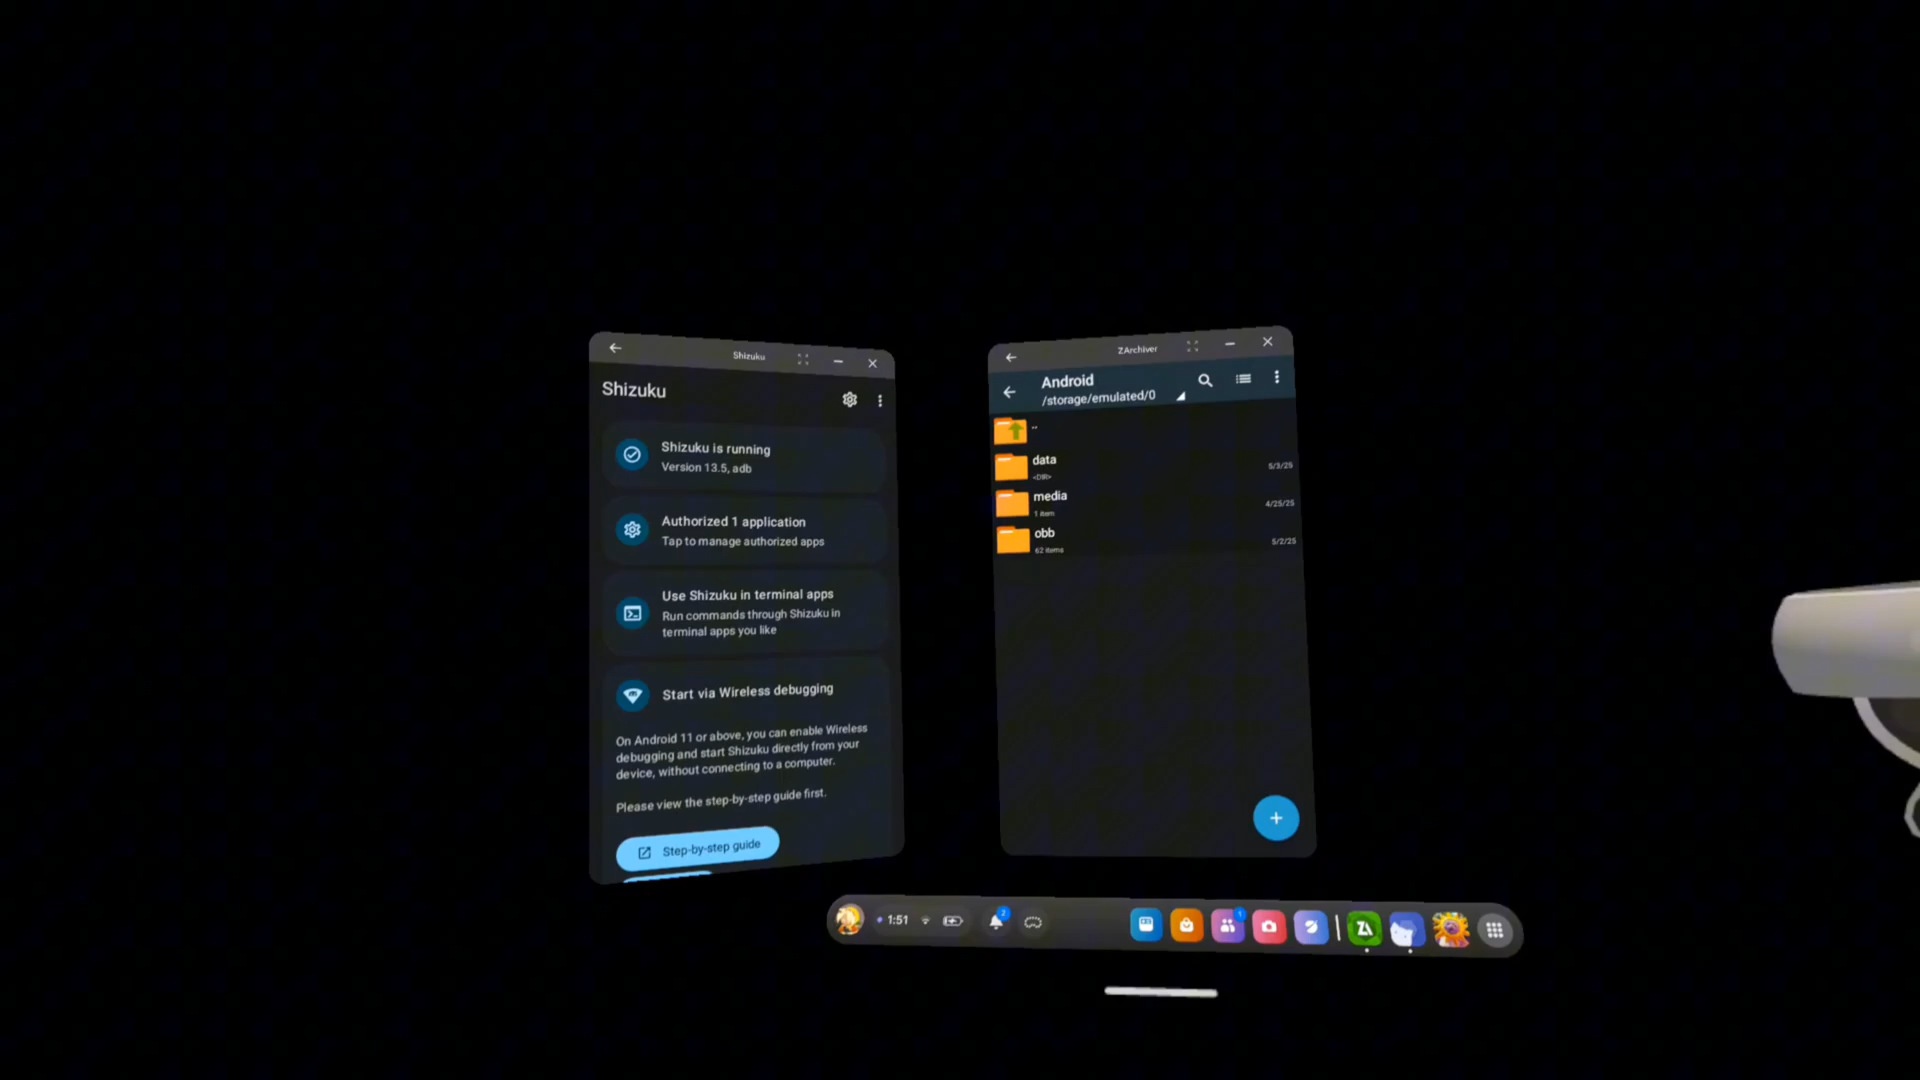 Shizuku
Shizuku
Shizuku is running
Version 13.5, adb
Authorized 1 application
Tap to manage authorized apps
Use Shizuku in terminal apps
Run commands through Shizuku in
terminal apps you like
Start via Wireless debugging
On Android 11 or above, you can enable Wireless
debugging and start Shizuku directly from your
device, without connecting to a computer.
Please view the step-by-step guide first.
Step-by-step guide
ZArchiver
Android
/storage/emulated/0
..
data
<DIR>
5/3/25
media
1 item
4/25/25
obb
62 items
5/2/25
1:51
2
1
ZA